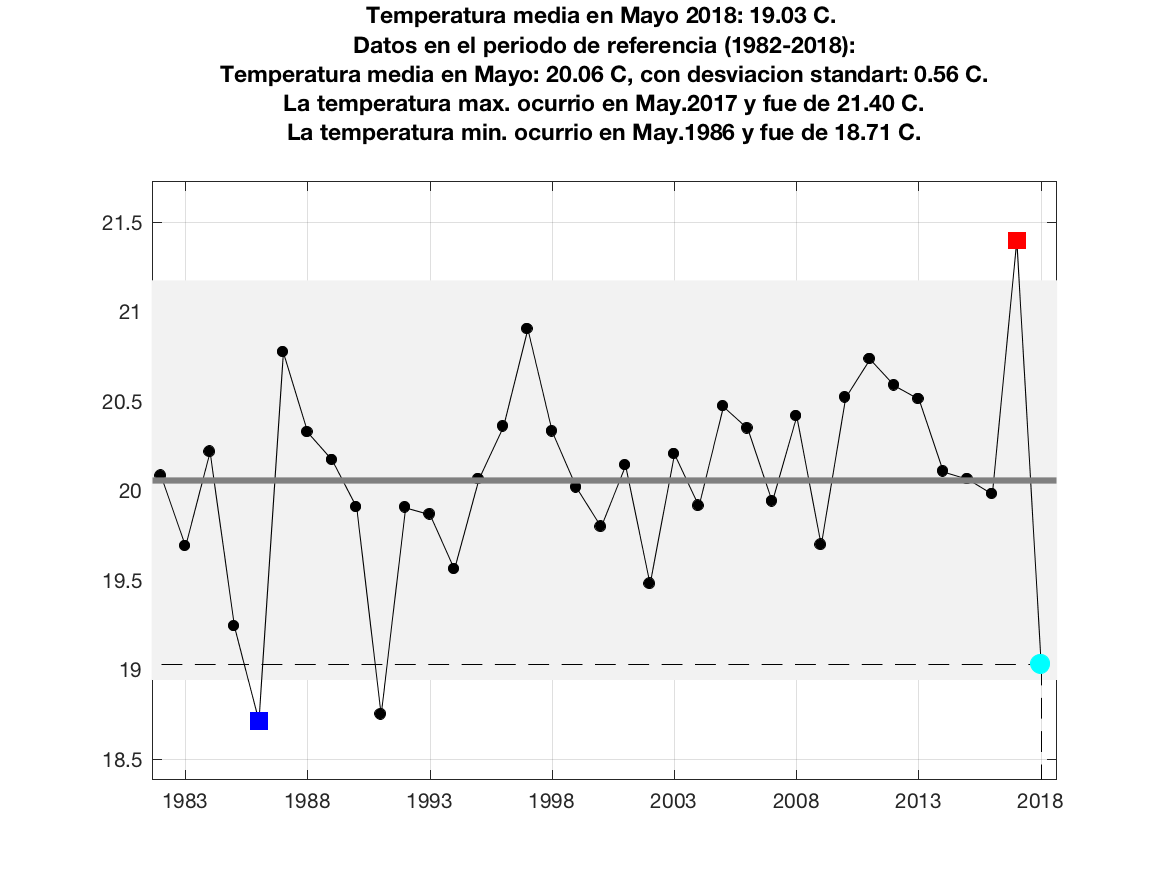 Temperatura media en Mayo 2018: 19.03 C.
Datos en el periodo de referencia (1982-2018):
Temperatura media en Mayo: 20.06 C, con desviacion standart: 0.56 C.
La temperatura max. ocurrio en May.2017 y fue de 21.40 C.
La temperatura min. ocurrio en May.1986 y fue de 18.71 C.
21.5
21
20.5
20
19.5
19
18.5
1983 1988 1993 1998 2003 2008 2013 2018